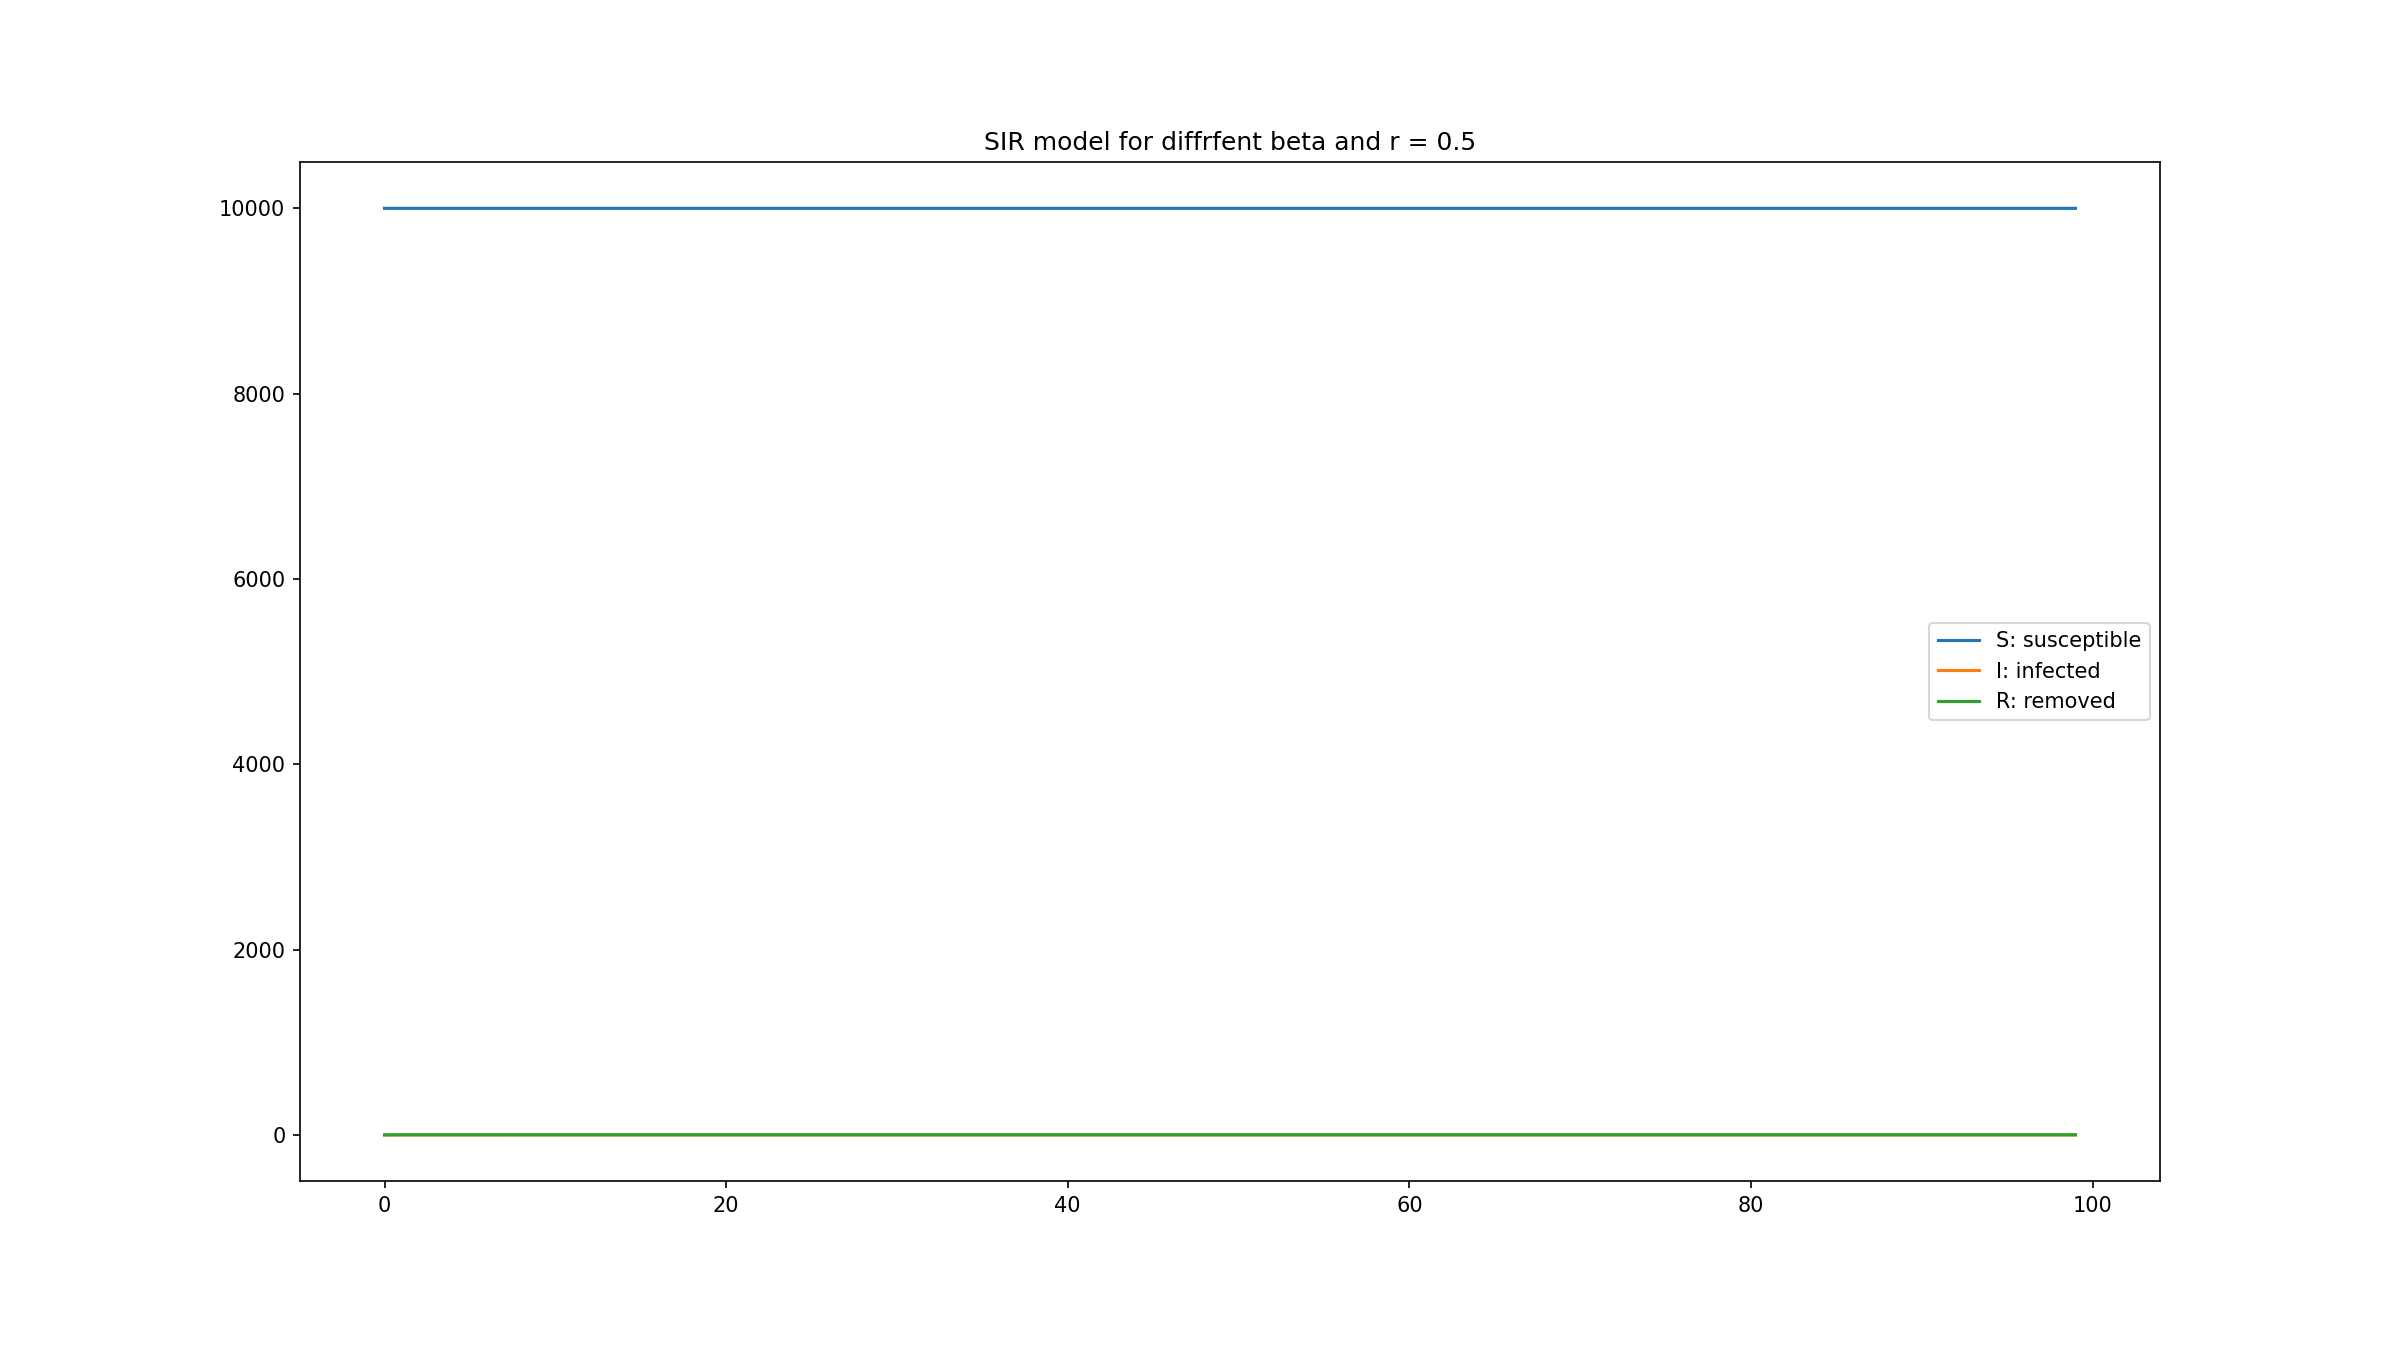 SIR model for diffrfent beta and r = 0.5
10000
8000
6000
4000
2000
0
S: susceptible
I: infected
R: removed
0 20 40 60 80 100